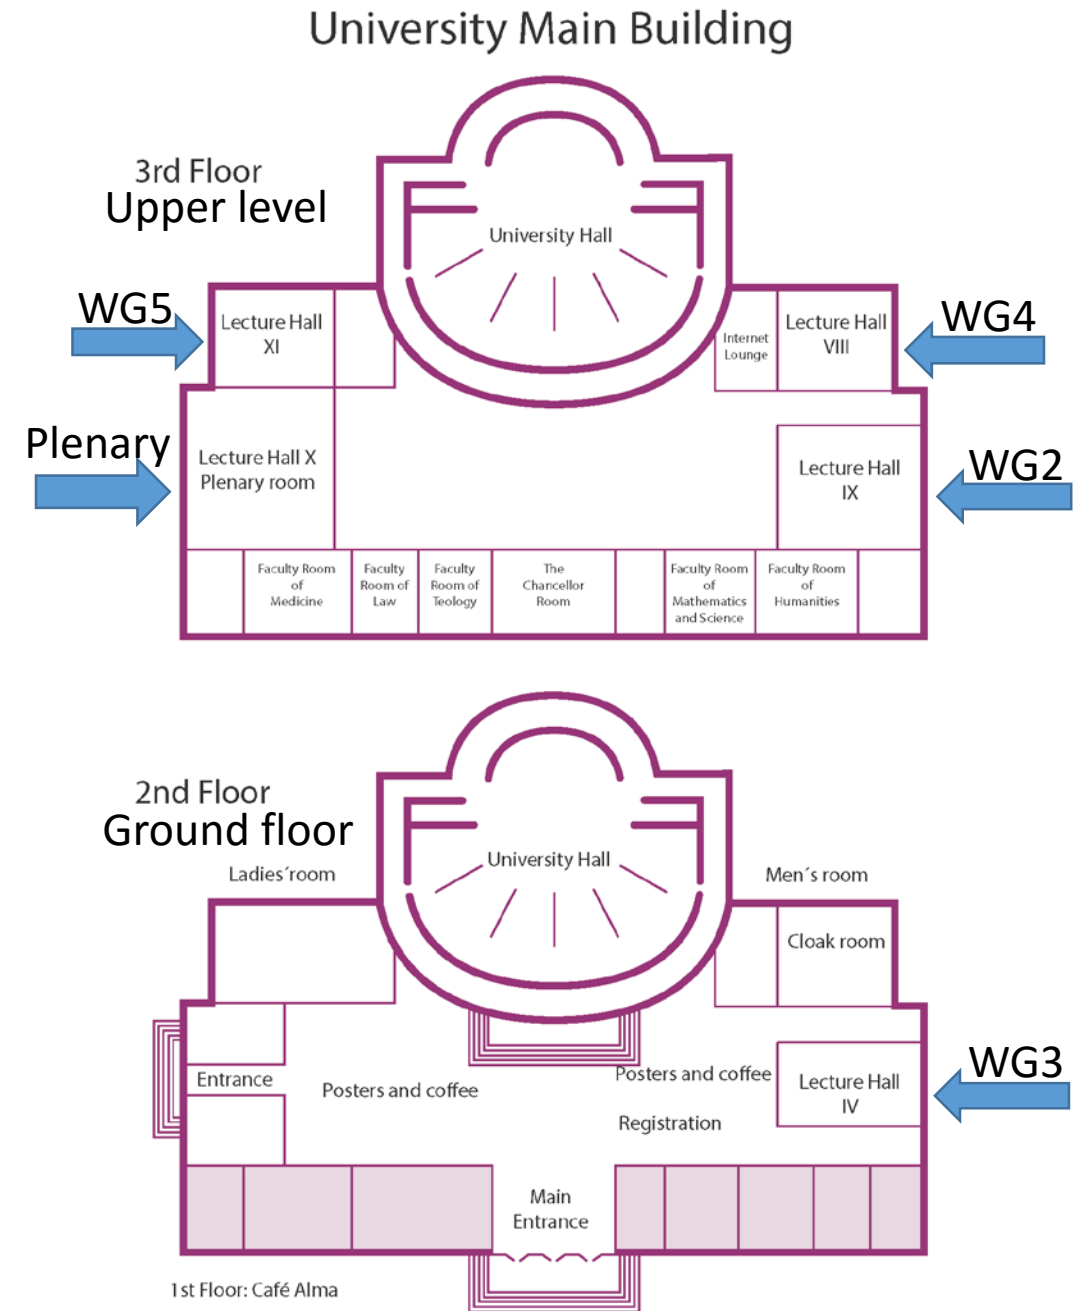 University Main Building
3rd Floor
Upper level
University Hall
WG5
Lecture Hall
XI
Internet
Lounge
Lecture Hall
VIII
WG4
Plenary
Lecture Hall X
Plenary room
Lecture Hall
IX
WG2
Faculty Room
of
Medicine
Faculty
Room of
Law
Faculty
Room of
Teology
The
Chancellor
Room
Faculty Room
of
Mathematics
and Science
Faculty Room
of
Humanities
2nd Floor
Ground floor
University Hall
Ladies´room
Men´s room
Cloak room
Entrance
Posters and coffee
Posters and coffee
Registration
Lecture Hall
IV
WG3
Main
Entrance
1st Floor: Café Alma